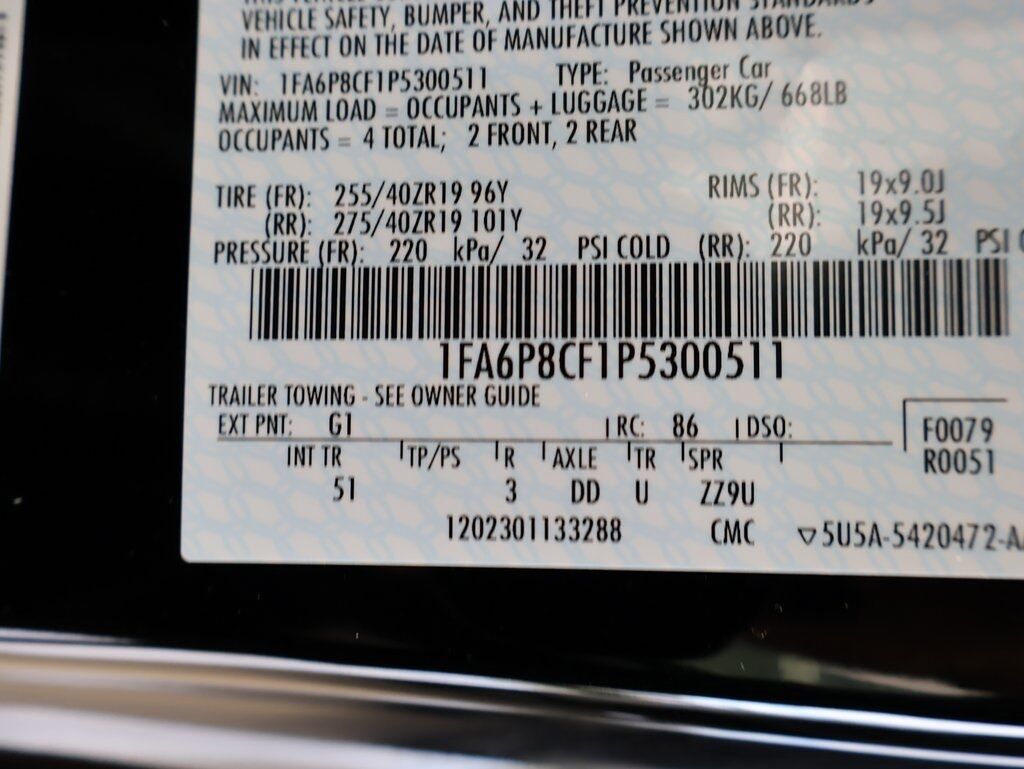 VEHICLE SAFETY, BUMPER, AND THEFT PREVENTION STANDARDS
IN EFFECT ON THE DATE OF MANUFACTURE SHOWN ABOVE.
VIN: 1FA6P8CF1P5300511 TYPE: Passenger Car
MAXIMUM LOAD = OCCUPANTS + LUGGAGE = 302KG/ 668LB
OCCUPANTS = 4 TOTAL; 2 FRONT, 2 REAR
TIRE (FR): 255/40ZR19 96Y RIMS (FR): 19x9.0J
(RR): 275/40ZR19 101Y (RR): 19x9.5J
PRESSURE (FR): 220 kPa/ 32 PSI COLD (RR): 220 kPa/ 32 PSI
1FA6P8CF1P5300511
TRAILER TOWING - SEE OWNER GUIDE
EXT PNT: G1 RC: 86 DSO: F0079
INT TR TP/PS R AXLE TR SPR R0051
51 3 DD U ZZ9U
1202301133288 CMC ▽5U5A-5420472-A